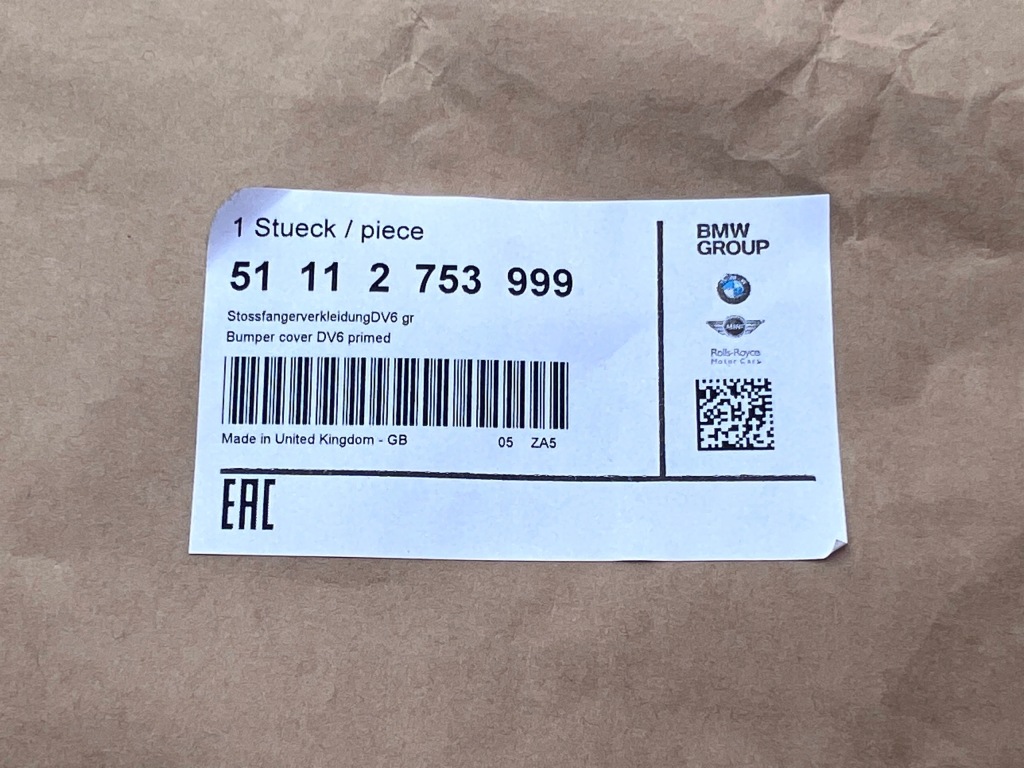 1 Stueck / piece
51 11 2 753 999
StossfangerverkleidungDV6 gr
Bumper cover DV6 primed
Made in United Kingdom - GB 05 ZA5
EAC
BMW
GROUP
MINI
Rolls-Royce
Motor Cars